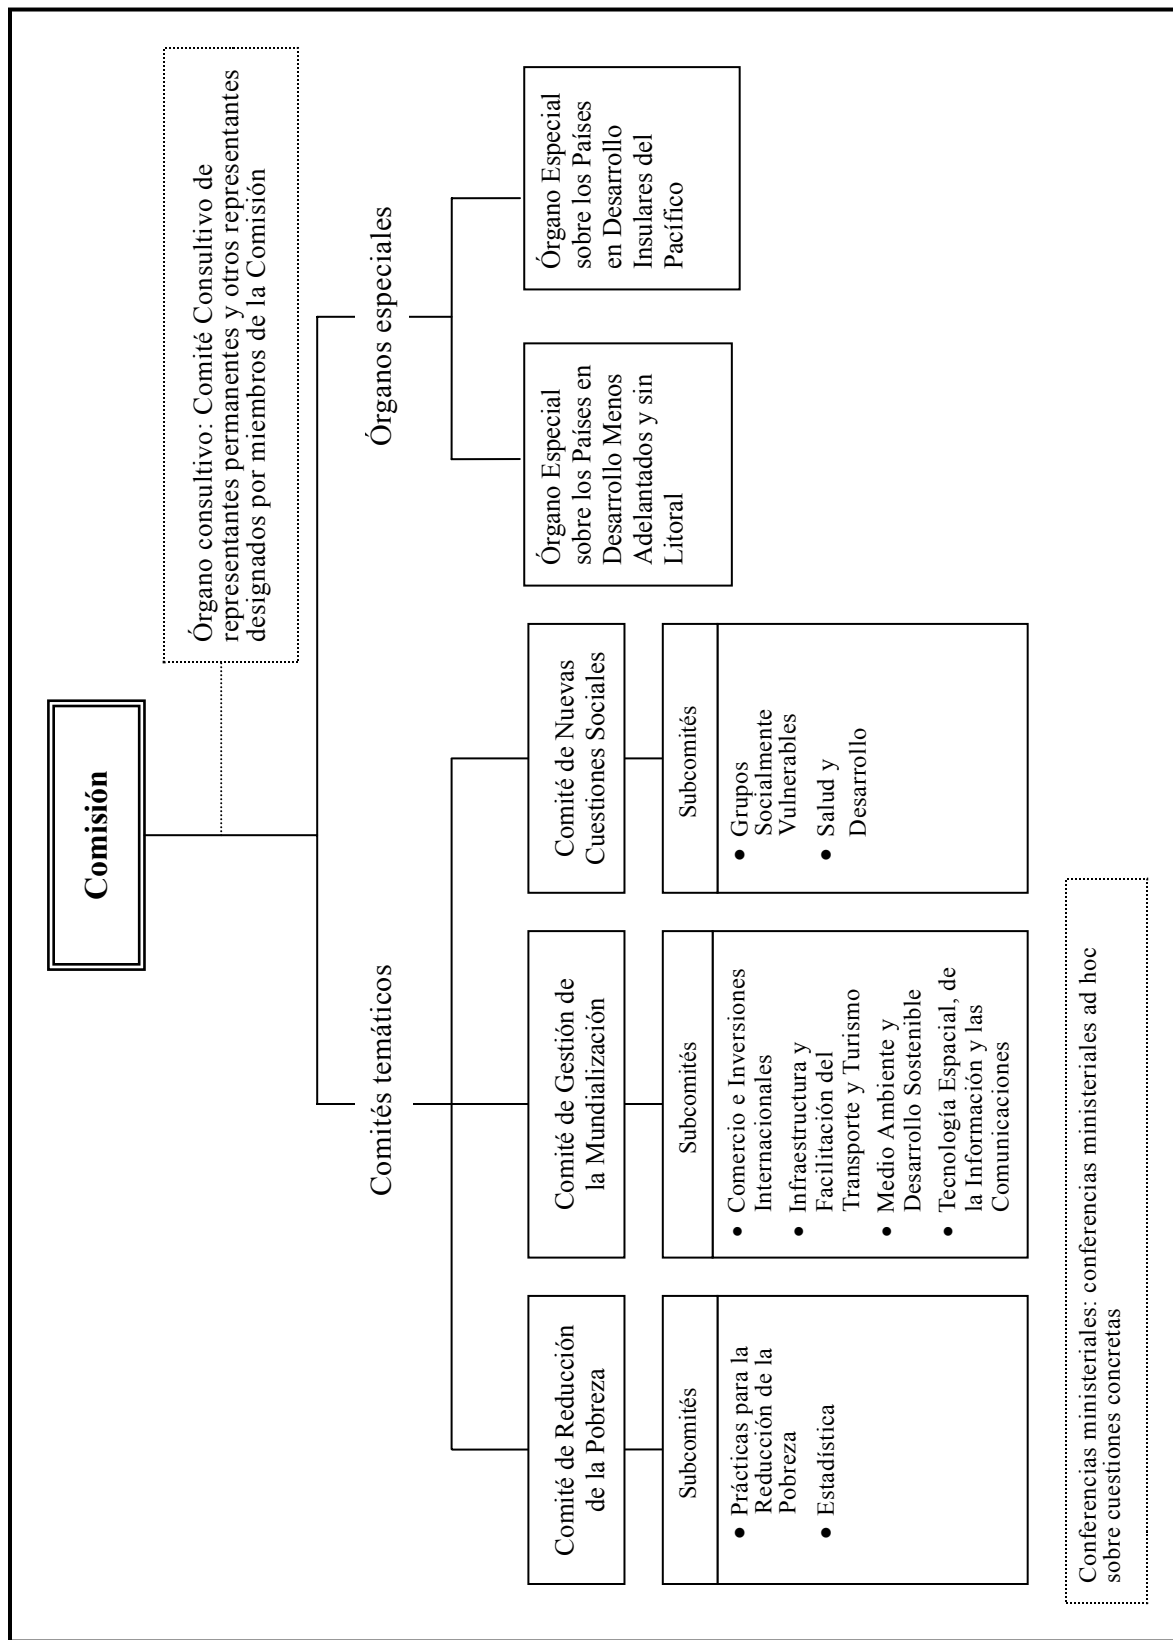 Comisión
Órgano consultivo: Comité Consultivo de
representantes permanentes y otros representantes
designados por miembros de la Comisión
Comités temáticos
Órganos especiales
Comité de Reducción
de la Pobreza
Subcomités
● Prácticas para la
Reducción de la
Pobreza
● Estadística
Comité de Gestión de
la Mundialización
Subcomités
● Comercio e Inversiones
Internacionales
● Infraestructura y
Facilitación del
Transporte y Turismo
● Medio Ambiente y
Desarrollo Sostenible
● Tecnología Espacial, de
la Información y las
Comunicaciones
Comité de Nuevas
Cuestiones Sociales
Subcomités
● Grupos
Socialmente
Vulnerables
● Salud y
Desarrollo
Órgano Especial
sobre los Países en
Desarrollo Menos
Adelantados y sin
Litoral
Órgano Especial
sobre los Países
en Desarrollo
Insulares del
Pacífico
Conferencias ministeriales: conferencias ministeriales ad hoc
sobre cuestiones concretas